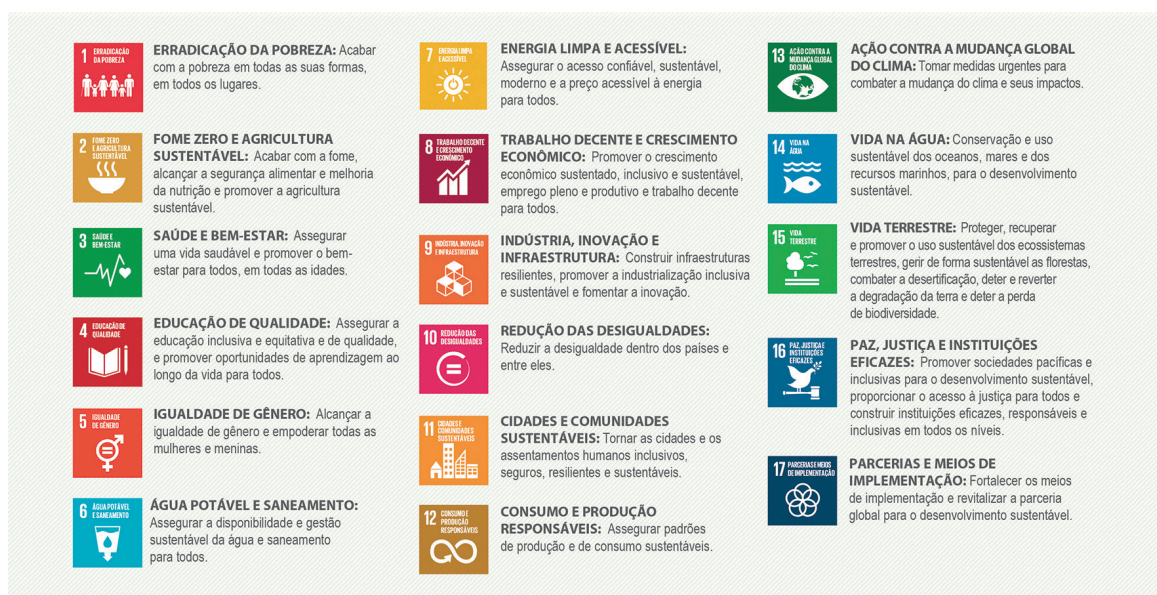 1 ERRADICAÇÃO
DA POBREZA
ERRADICAÇÃO DA POBREZA: Acabar
com a pobreza em todas as suas formas,
em todos os lugares.
2 FOME ZERO
E AGRICULTURA
SUSTENTÁVEL
FOME ZERO E AGRICULTURA
SUSTENTÁVEL: Acabar com a fome,
alcançar a segurança alimentar e melhoria
da nutrição e promover a agricultura
sustentável.
3 SAÚDE E
BEM-ESTAR
SAÚDE E BEM-ESTAR: Assegurar
uma vida saudável e promover o bem-
estar para todos, em todas as idades.
4 EDUCAÇÃO DE
QUALIDADE
EDUCAÇÃO DE QUALIDADE: Assegurar a
educação inclusiva e equitativa e de qualidade,
e promover oportunidades de aprendizagem ao
longo da vida para todos.
5 IGUALDADE
DE GÊNERO
IGUALDADE DE GÊNERO: Alcançar a
igualdade de gênero e empoderar todas as
mulheres e meninas.
6 ÁGUA POTÁVEL
E SANEAMENTO
ÁGUA POTÁVEL E SANEAMENTO:
Assegurar a disponibilidade e gestão
sustentável da água e saneamento
para todos.
7 ENERGIA LIMPA
E ACESSÍVEL
ENERGIA LIMPA E ACESSÍVEL:
Assegurar o acesso confiável, sustentável,
moderno e a preço acessível à energia
para todos.
8 TRABALHO DECENTE
E CRESCIMENTO
ECONÔMICO
TRABALHO DECENTE E CRESCIMENTO
ECONÔMICO: Promover o crescimento
econômico sustentado, inclusivo e sustentável,
emprego pleno e produtivo e trabalho decente
para todos.
9 INDÚSTRIA, INOVAÇÃO
E INFRAESTRUTURA
INDÚSTRIA, INOVAÇÃO E
INFRAESTRUTURA: Construir infraestruturas
resilientes, promover a industrialização inclusiva
e sustentável e fomentar a inovação.
10 REDUÇÃO DAS
DESIGUALDADES
REDUÇÃO DAS DESIGUALDADES:
Reduzir a desigualdade dentro dos países e
entre eles.
11 CIDADES E
COMUNIDADES
SUSTENTÁVEIS
CIDADES E COMUNIDADES
SUSTENTÁVEIS: Tornar as cidades e os
assentamentos humanos inclusivos,
seguros, resilientes e sustentáveis.
12 CONSUMO E
PRODUÇÃO
RESPONSÁVEIS
CONSUMO E PRODUÇÃO
RESPONSÁVEIS: Assegurar padrões
de produção e de consumo sustentáveis.
13 AÇÃO CONTRA A
MUDANÇA GLOBAL
DO CLIMA
AÇÃO CONTRA A MUDANÇA GLOBAL
DO CLIMA: Tomar medidas urgentes para
combater a mudança do clima e seus impactos.
14 VIDA NA
ÁGUA
VIDA NA ÁGUA: Conservação e uso
sustentável dos oceanos, mares e dos
recursos marinhos, para o desenvolvimento
sustentável.
15 VIDA
TERRESTRE
VIDA TERRESTRE: Proteger, recuperar
e promover o uso sustentável dos ecossistemas
terrestres, gerir de forma sustentável as florestas,
combater a desertificação, deter e reverter
a degradação da terra e deter a perda
de biodiversidade.
16 PAZ, JUSTIÇA E
INSTITUIÇÕES
EFICAZES
PAZ, JUSTIÇA E INSTITUIÇÕES
EFICAZES: Promover sociedades pacíficas e
inclusivas para o desenvolvimento sustentável,
proporcionar o acesso à justiça para todos e
construir instituições eficazes, responsáveis e
inclusivas em todos os níveis.
17 PARCERIAS E MEIOS
DE IMPLEMENTAÇÃO
PARCERIAS E MEIOS DE
IMPLEMENTAÇÃO: Fortalecer os meios
de implementação e revitalizar a parceria
global para o desenvolvimento sustentável.